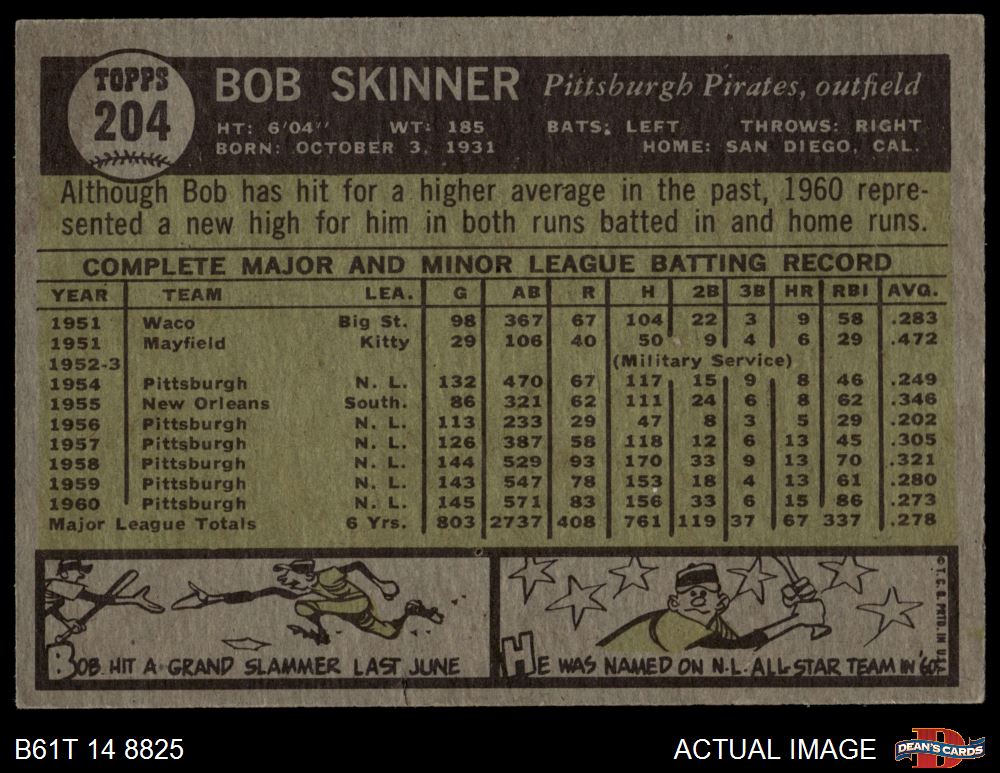 TOPPS
204
BOB SKINNER Pittsburgh Pirates, outfield
HT: 6'04" WT: 185 BATS: LEFT THROWS: RIGHT
BORN: OCTOBER 3, 1931 HOME: SAN DIEGO, CAL.
Although Bob has hit for a higher average in the past, 1960 repre-
sented a new high for him in both runs batted in and home runs.
COMPLETE MAJOR AND MINOR LEAGUE BATTING RECORD
YEAR TEAM LEA. G AB R H 2B 3B HR RBI AVG.
1951 Waco Big St. 98 367 67 104 22 3 9 58 .283
1951 Mayfield Kitty 29 106 40 50 9 4 6 29 .472
1952-3 (Military Service)
1954 Pittsburgh N. L. 132 470 67 117 15 9 8 46 .249
1955 New Orleans South. 86 321 62 111 24 6 8 62 .346
1956 Pittsburgh N. L. 113 233 29 47 8 3 5 29 .202
1957 Pittsburgh N. L. 126 387 58 118 12 6 13 45 .305
1958 Pittsburgh N. L. 144 529 93 170 33 9 13 70 .321
1959 Pittsburgh N. L. 143 547 78 153 18 4 13 61 .280
1960 Pittsburgh N. L. 145 571 83 156 33 6 15 86 .273
Major League Totals 6 Yrs. 803 2737 408 761 119 37 67 337 .278
BOB HIT A GRAND SLAMMER LAST JUNE
HE WAS NAMED ON N.L. ALL-STAR TEAM IN '60.
© T. C. G. PRTD. IN U.S.A.
B61T 14 8825 ACTUAL IMAGE
DEAN'S CARDS